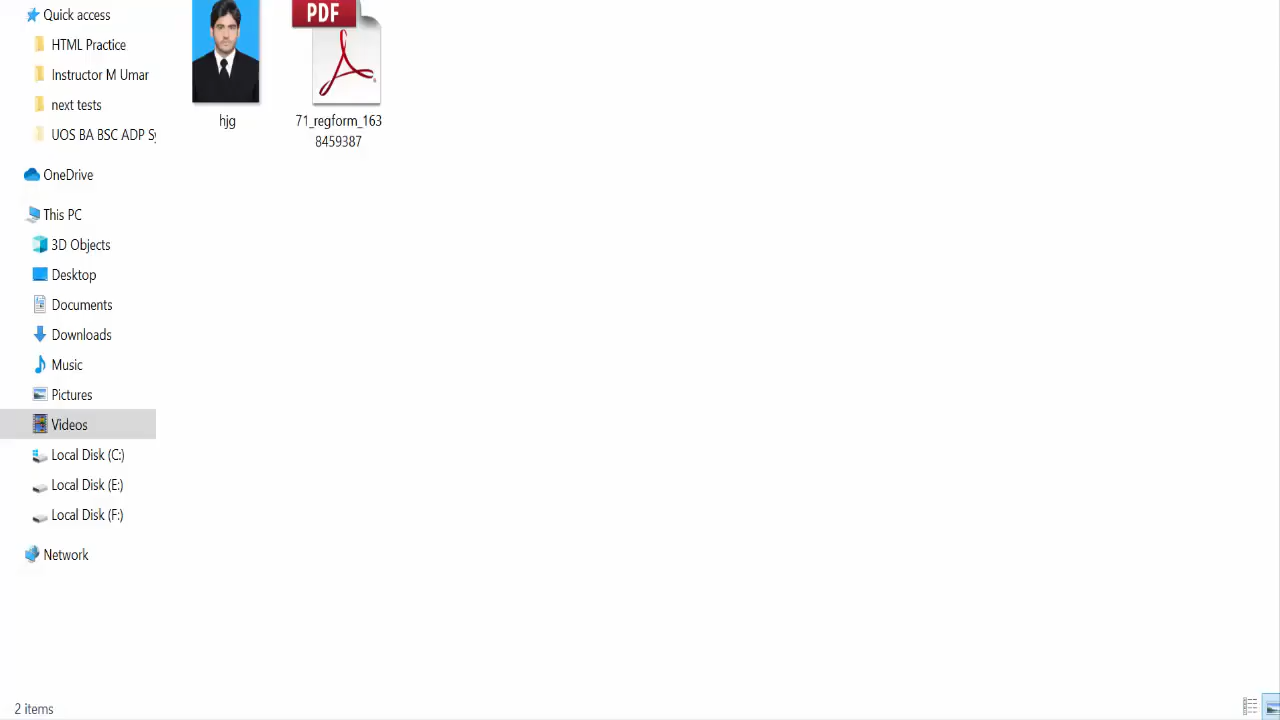 Quick access
HTML Practice
Instructor M Umar
next tests
UOS BA BSC ADP Sy
OneDrive
This PC
3D Objects
Desktop
Documents
Downloads
Music
Pictures
Videos
Local Disk (C:)
Local Disk (E:)
Local Disk (F:)
Network
PDF
hjg
71_regform_163
8459387
2 items